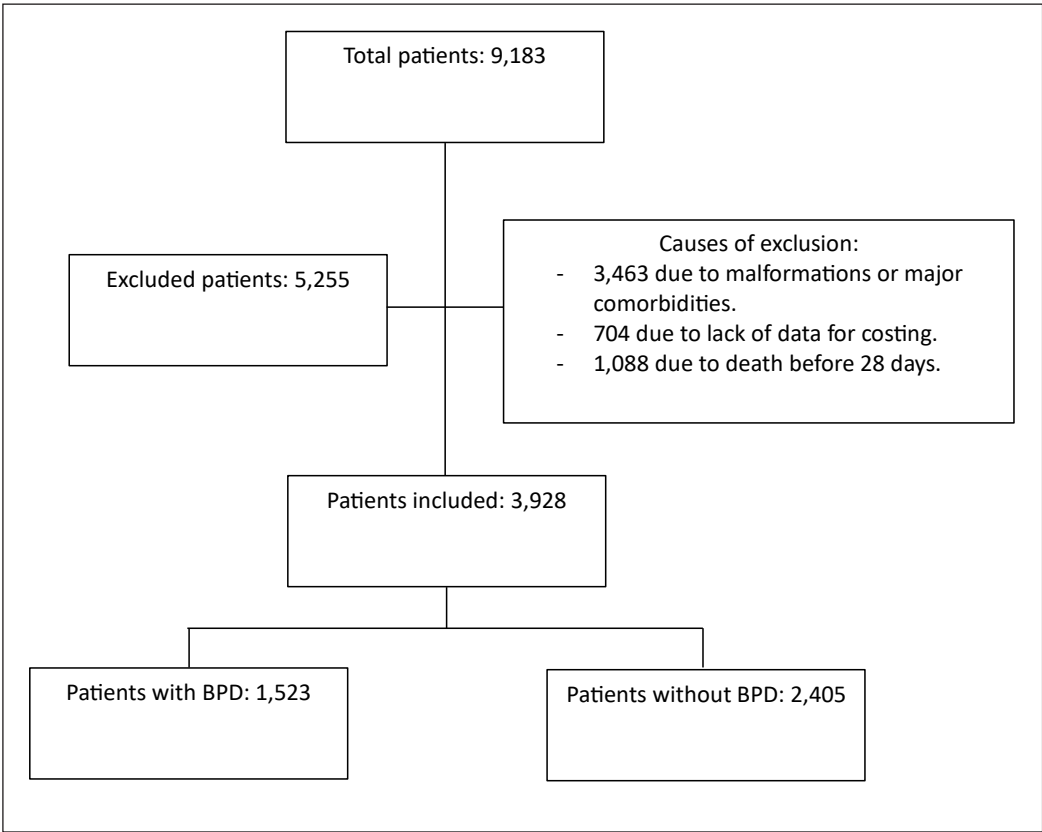 Total patients: 9,183
Excluded patients: 5,255
Causes of exclusion:
- 3,463 due to malformations or major
comorbidities.
- 704 due to lack of data for costing.
- 1,088 due to death before 28 days.
Patients included: 3,928
Patients with BPD: 1,523
Patients without BPD: 2,405